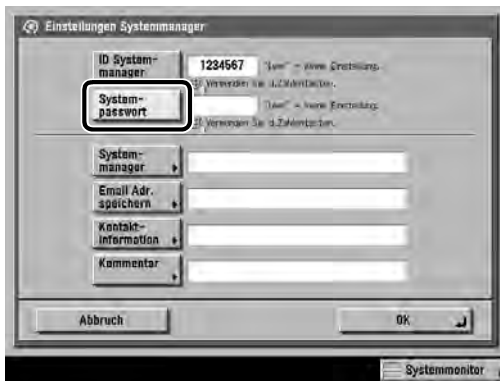 Einstellungen Systemmanager
ID System-
manager
1234567
"Leer" = keine Einstellung.
Verwenden Sie d.Zahlentasten.
System-
passwort
"Leer" = keine Einstellung.
Verwenden Sie d.Zahlentasten.
System-
manager
Email Adr.
speichern
Kontakt-
information
Kommentar
Abbruch
OK
Systemmonitor